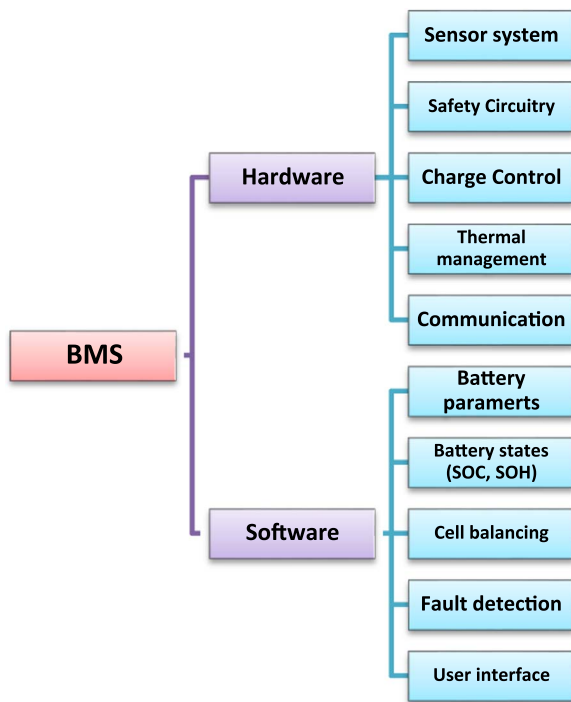 BMS
Hardware
Sensor system
Safety Circuitry
Charge Control
Thermal
management
Communication
Software
Battery
paramerts
Battery states
(SOC, SOH)
Cell balancing
Fault detection
User interface